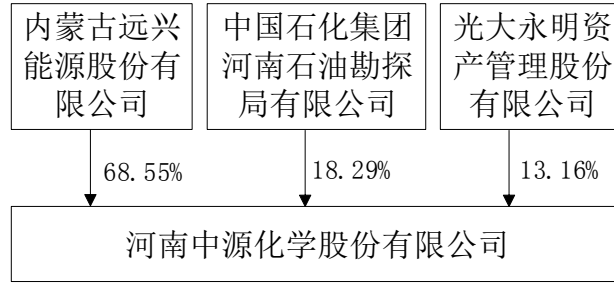 内蒙古远兴
能源股份有
限公司
中国石化集团
河南石油勘探
局有限公司
光大永明资
产管理股份
有限公司
68.55%
18.29%
13.16%
河南中源化学股份有限公司